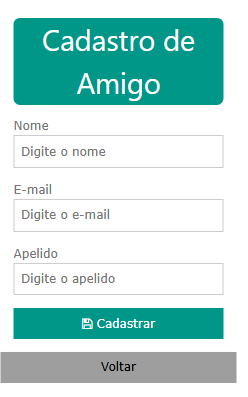 Cadastro de
Amigo
Nome
Digite o nome
E-mail
Digite o e-mail
Apelido
Digite o apelido
Cadastrar
Voltar